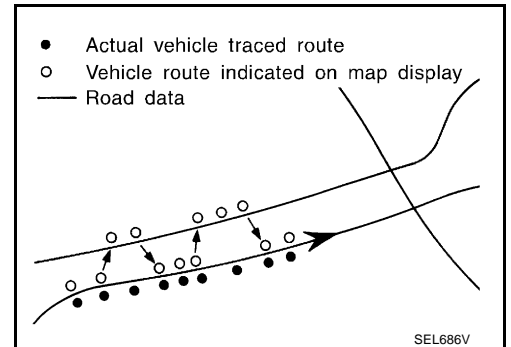 Actual vehicle traced route
Vehicle route indicated on map display
Road data
SEL686V